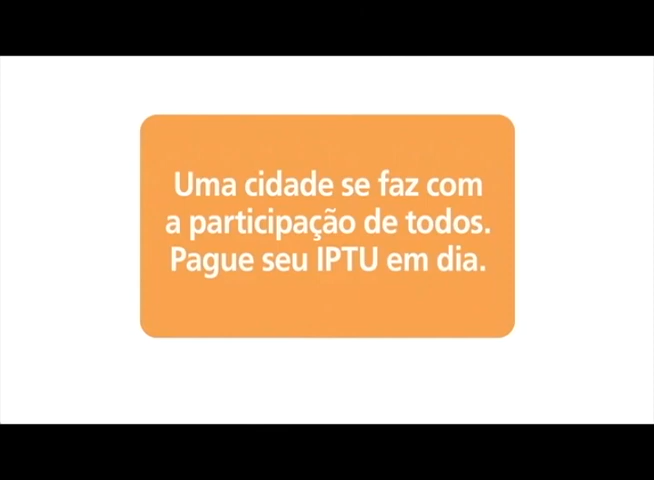 Uma cidade se faz com
a participação de todos.
Pague seu IPTU em dia.